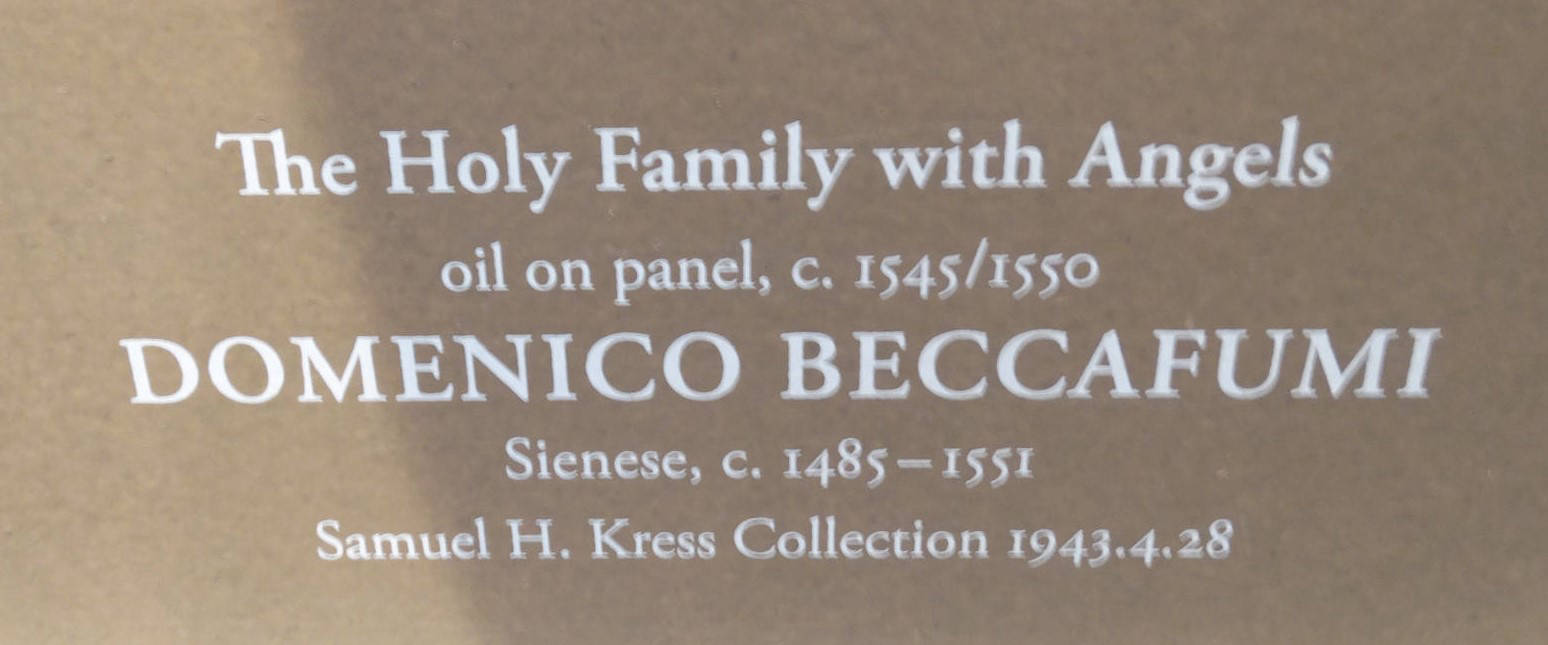 The Holy Family with Angels
oil on panel, c. 1545/1550
DOMENICO BECCAFUMI
Sienese, c. 1485–1551
Samuel H. Kress Collection 1943.4.28